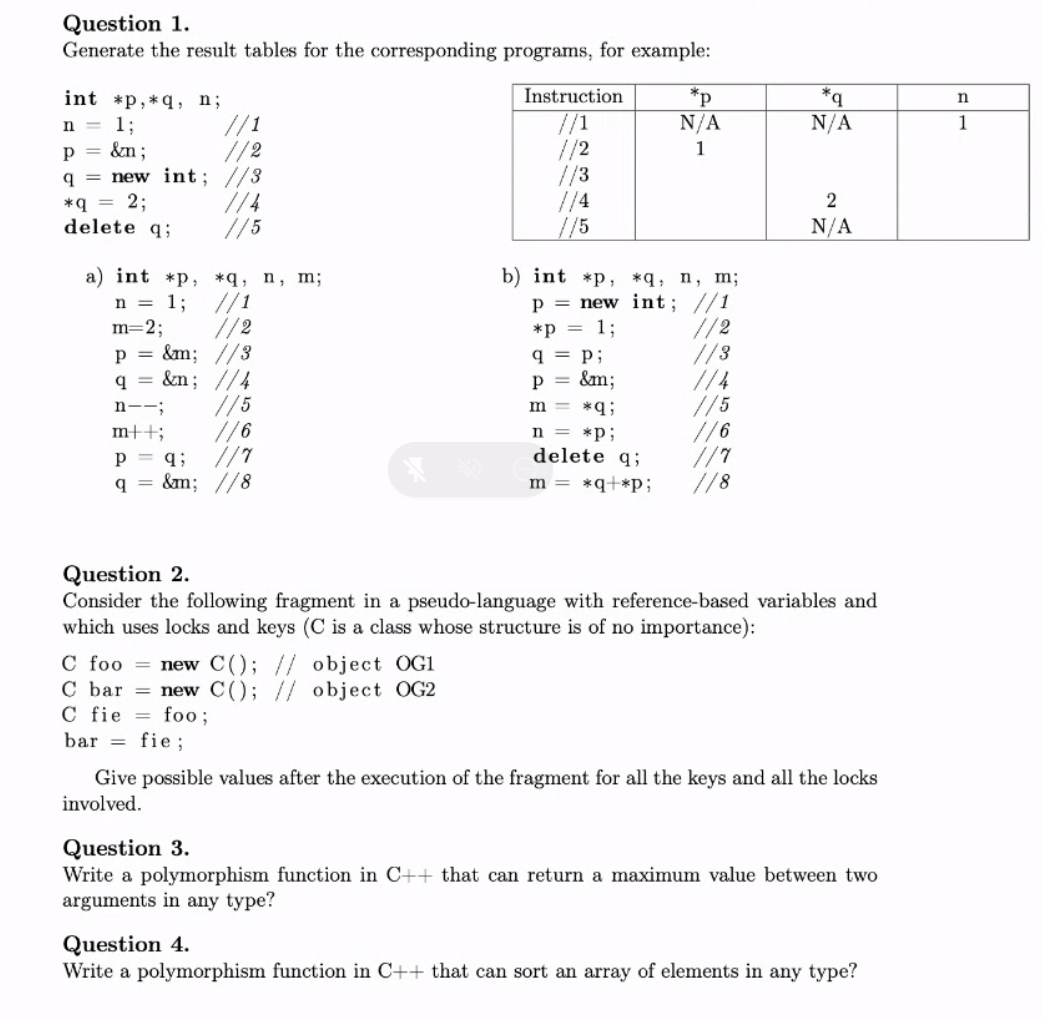 Question 1.
Generate the result tables for the corresponding programs, for example:
int *p,*q, n;
n = 1; //1
p = &n; //2
q = new int; //3
*q = 2; //4
delete q; //5
Instruction *p *q n
//1 N/A N/A 1
//2 1
//3
//4 2
//5 N/A
a) int *p, *q, n, m;
n = 1; //1
m=2; //2
p = &m; //3
q = &n; //4
n--; //5
m++; //6
p = q; //7
q = &m; //8
b) int *p, *q, n, m;
p = new int; //1
*p = 1; //2
q = p; //3
p = &m; //4
m = *q; //5
n = *p; //6
delete q; //7
m = *q+*p; //8
Question 2.
Consider the following fragment in a pseudo-language with reference-based variables and
which uses locks and keys (C is a class whose structure is of no importance):
C foo = new C(); // object OG1
C bar = new C(); // object OG2
C fie = foo;
bar = fie;
Give possible values after the execution of the fragment for all the keys and all the locks
involved.
Question 3.
Write a polymorphism function in C++ that can return a maximum value between two
arguments in any type?
Question 4.
Write a polymorphism function in C++ that can sort an array of elements in any type?